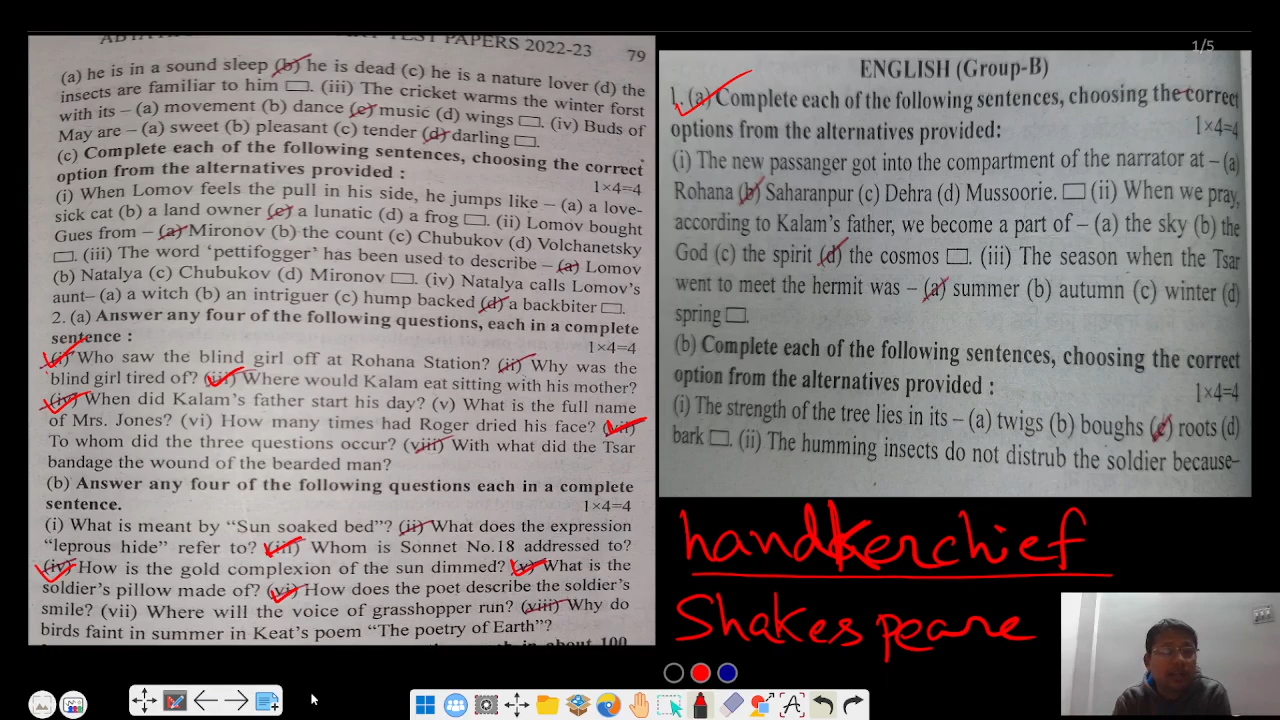 TEST PAPERS 2022-23
79
(a) he is in a sound sleep (b) he is dead (c) he is a nature lover (d) the
insects are familiar to him □. (iii) The cricket warms the winter forst
with its – (a) movement (b) dance (c) music (d) wings □. (iv) Buds of
May are – (a) sweet (b) pleasant (c) tender (d) darling □.
(c) Complete each of the following sentences, choosing the correct
option from the alternatives provided : 1×4=4
(i) When Lomov feels the pull in his side, he jumps like – (a) a love-
sick cat (b) a land owner (c) a lunatic (d) a frog □. (ii) Lomov bought
Gues from – (a) Mironov (b) the count (c) Chubukov (d) Volchanetsky
□. (iii) The word 'pettifogger' has been used to describe – (a) Lomov
(b) Natalya (c) Chubukov (d) Mironov □. (iv) Natalya calls Lomov's
aunt– (a) a witch (b) an intriguer (c) hump backed (d) a backbiter □.
2. (a) Answer any four of the following questions, each in a complete
sentence : 1×4=4
(i) Who saw the blind girl off at Rohana Station? (ii) Why was the
blind girl tired of? (iii) Where would Kalam eat sitting with his mother?
(iv) When did Kalam's father start his day? (v) What is the full name
of Mrs. Jones? (vi) How many times had Roger dried his face? (vii)
To whom did the three questions occur? (viii) With what did the Tsar
bandage the wound of the bearded man?
(b) Answer any four of the following questions each in a complete
sentence. 1×4=4
(i) What is meant by “Sun soaked bed”? (ii) What does the expression
“leprous hide” refer to? (iii) Whom is Sonnet No.18 addressed to?
(iv) How is the gold complexion of the sun dimmed? (v) What is the
soldier's pillow made of? (vi) How does the poet describe the soldier's
smile? (vii) Where will the voice of grasshopper run? (viii) Why do
birds faint in summer in Keat's poem “The poetry of Earth”?
in about 100
1/5
ENGLISH (Group-B)
1. (a) Complete each of the following sentences, choosing the correct
options from the alternatives provided: 1×4=4
(i) The new passanger got into the compartment of the narrator at – (a)
Rohana (b) Saharanpur (c) Dehra (d) Mussoorie. □ (ii) When we pray,
according to Kalam's father, we become a part of – (a) the sky (b) the
God (c) the spirit (d) the cosmos □. (iii) The season when the Tsar
went to meet the hermit was – (a) summer (b) autumn (c) winter (d)
spring □.
(b) Complete each of the following sentences, choosing the correct
option from the alternatives provided : 1×4=4
(i) The strength of the tree lies in its – (a) twigs (b) boughs (c) roots (d)
bark □. (ii) The humming insects do not distrub the soldier because–
handkerchief
Shakespeare